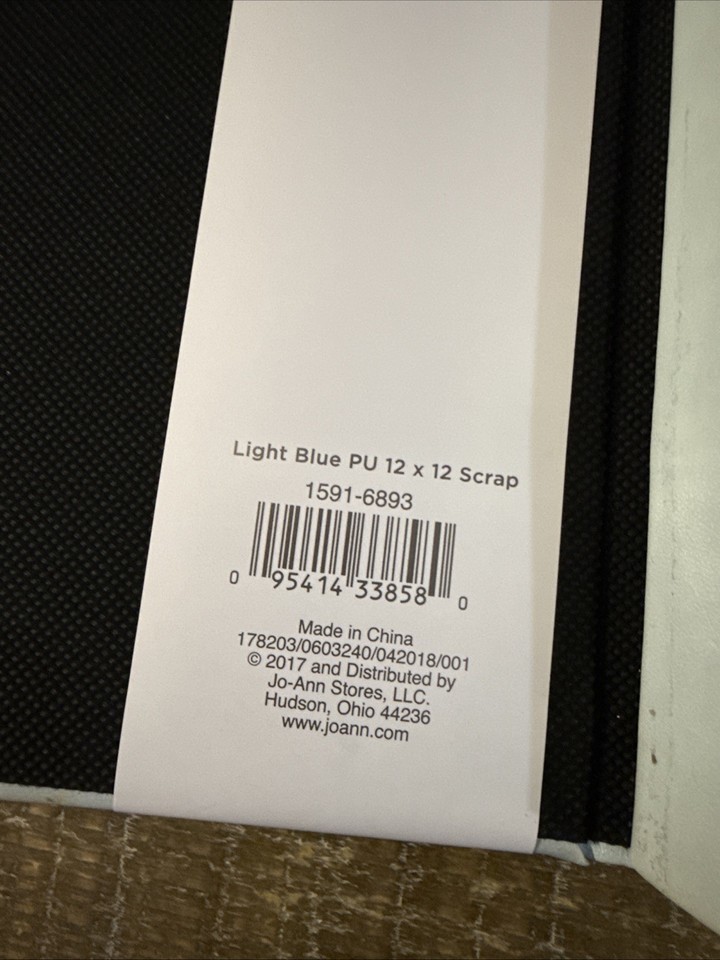 Light Blue PU 12 x 12 Scrap
1591-6893
0 95414 33858 0
Made in China
178203/0603240/042018/001
© 2017 and Distributed by
Jo-Ann Stores, LLC.
Hudson, Ohio 44236
www.joann.com